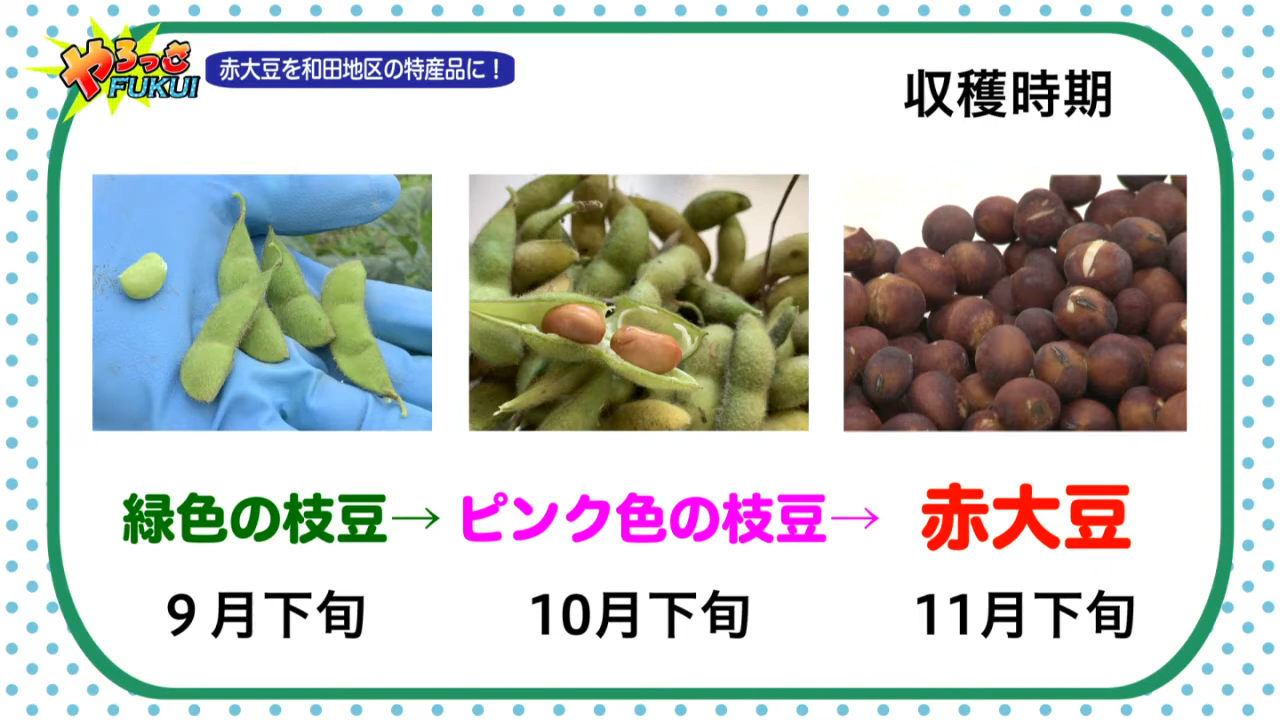 やろっさ
FUKUI
赤大豆を和田地区の特産品に！
収穫時期
緑色の枝豆→ピンク色の枝豆→赤大豆
９月下旬 10月下旬 11月下旬